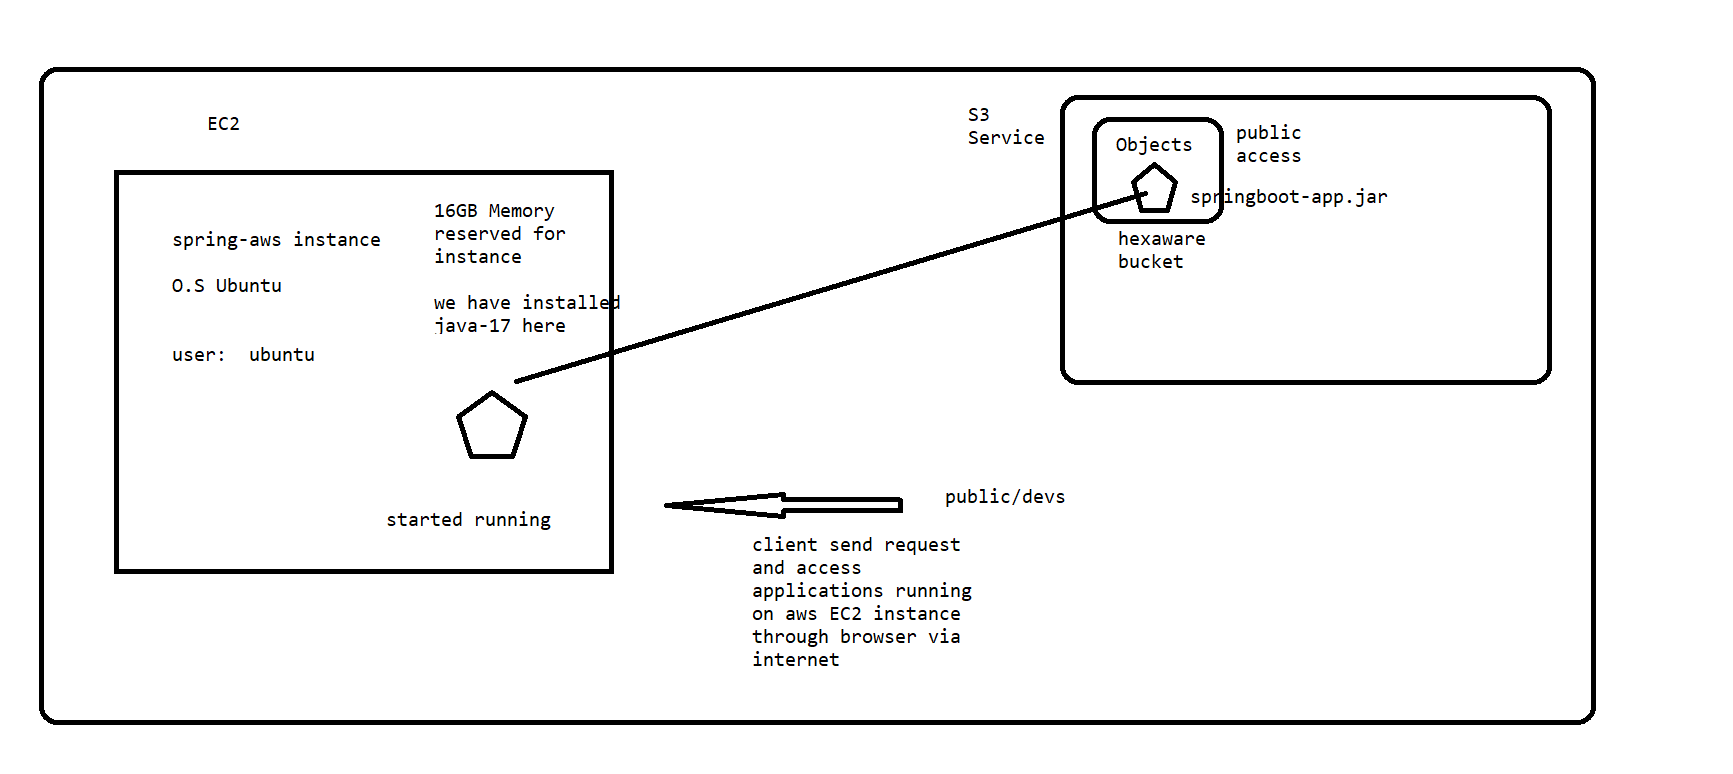 EC2
spring-aws instance
O.S Ubuntu
user:  ubuntu
16GB Memory
reserved for
instance
we have installed
java-17 here
started running
S3
Service
Objects
public
access
springboot-app.jar
hexaware
bucket
public/devs
client send request
and access
applications running
on aws EC2 instance
through browser via
internet